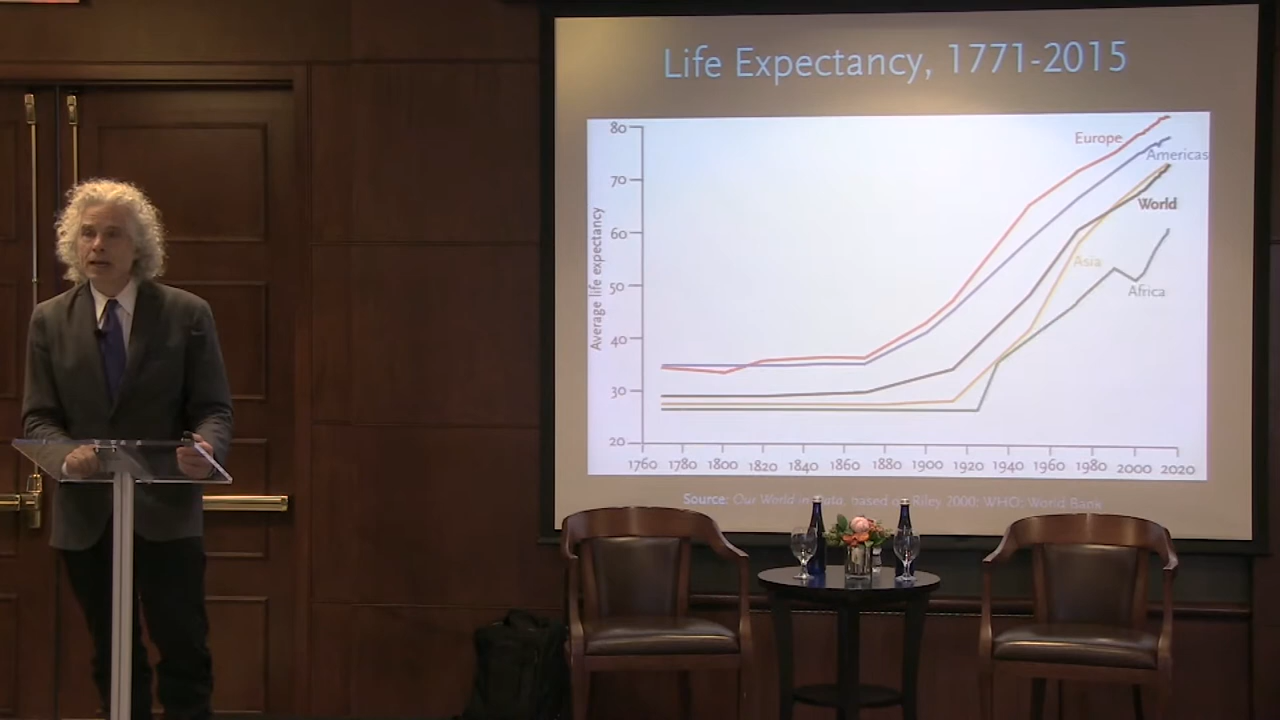 Life Expectancy, 1771-2015
80
70
60
50
40
30
20
Average life expectancy
Europe
Americas
World
Asia
Africa
1760 1780 1800 1820 1840 1860 1880 1900 1920 1940 1960 1980 2000 2020
Source: Our World in Data, based on Riley 2000; WHO; World Bank